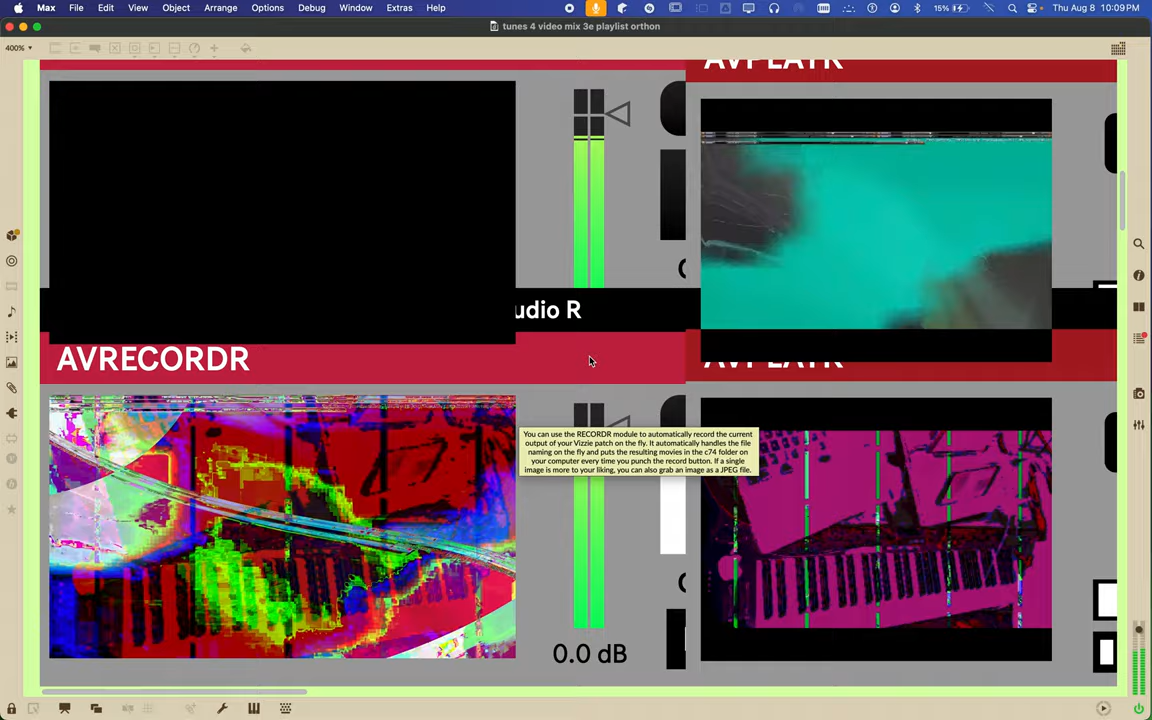 Max File Edit View Object Arrange Options Debug Window Extras Help
15% Thu Aug 8 10:09 PM
tunes 4 video mix 3e playlist orthon
400%
AVPLAYR
udio R
AVRECORDR
AVPLAYR
You can use the RECORDR module to automatically record the current
output of your Vizzie patch on the fly. It automatically handles the file
naming on the fly and puts the resulting movies in the c74 folder on
your computer every time you punch the record button. If a single
image is more to your liking, you can also grab an image as a JPEG file.
0.0 dB